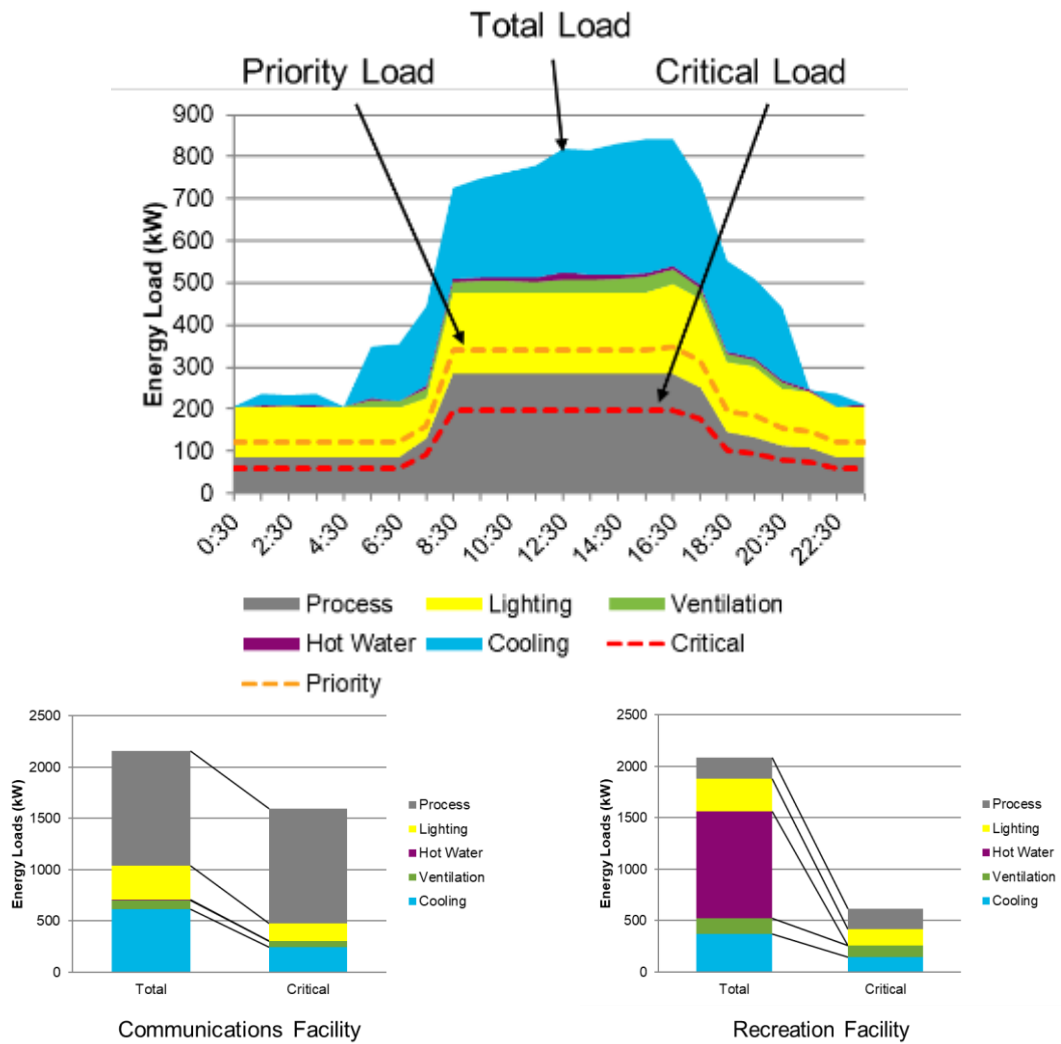 Total Load
Priority Load
Critical Load
900
800
700
600
500
400
300
200
100
0
Energy Load (kW)
0:30
2:30
4:30
6:30
8:30
10:30
12:30
14:30
16:30
18:30
20:30
22:30
Process
Lighting
Ventilation
Hot Water
Cooling
Critical
Priority
2500
2000
1500
1000
500
0
Energy Loads (kW)
Total
Critical
Process
Lighting
Hot Water
Ventilation
Cooling
Communications Facility
2500
2000
1500
1000
500
0
Energy Loads (kW)
Total
Critical
Process
Lighting
Hot Water
Ventilation
Cooling
Recreation Facility